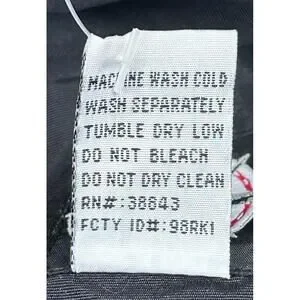 MACHINE WASH COLD
WASH SEPARATELY
TUMBLE DRY LOW
DO NOT BLEACH
DO NOT DRY CLEAN
RN#:38843
FCTY ID#:98RK1